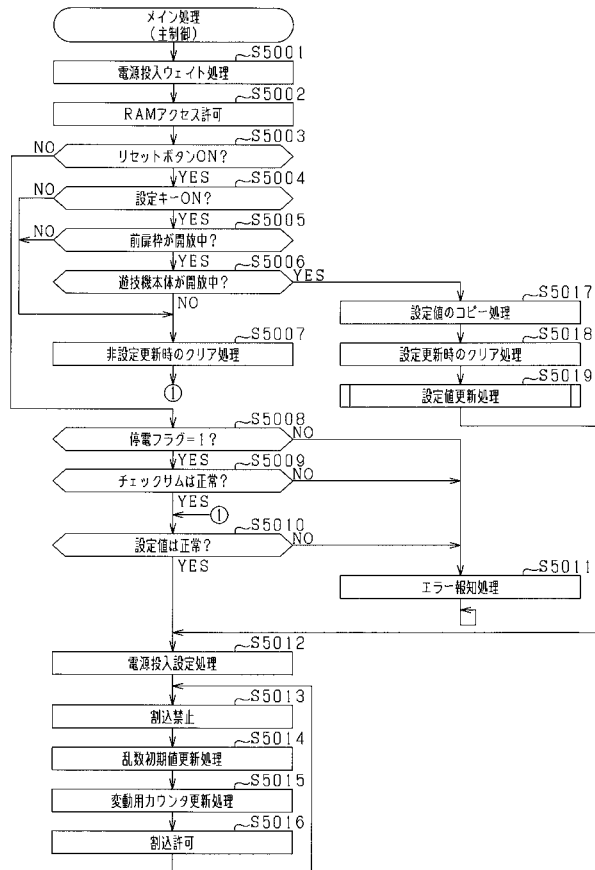 メイン処理
(主制御)
S5001
電源投入ウェイト処理
S5002
RAMアクセス許可
S5003
NO
リセットボタンON?
YES
S5004
NO
設定キーON?
YES
S5005
NO
前扉枠が開放中?
YES
S5006
遊技機本体が開放中?
YES
NO
S5017
設定値のコピー処理
S5007
非設定更新時のクリア処理
S5018
設定更新時のクリア処理
①
S5019
設定値更新処理
S5008
停電フラグ=1?
NO
YES
S5009
チェックサムは正常?
NO
YES
①
S5010
設定値は正常?
NO
YES
S5011
エラー報知処理
S5012
電源投入設定処理
S5013
割込禁止
S5014
乱数初期値更新処理
S5015
変動用カウンタ更新処理
S5016
割込許可